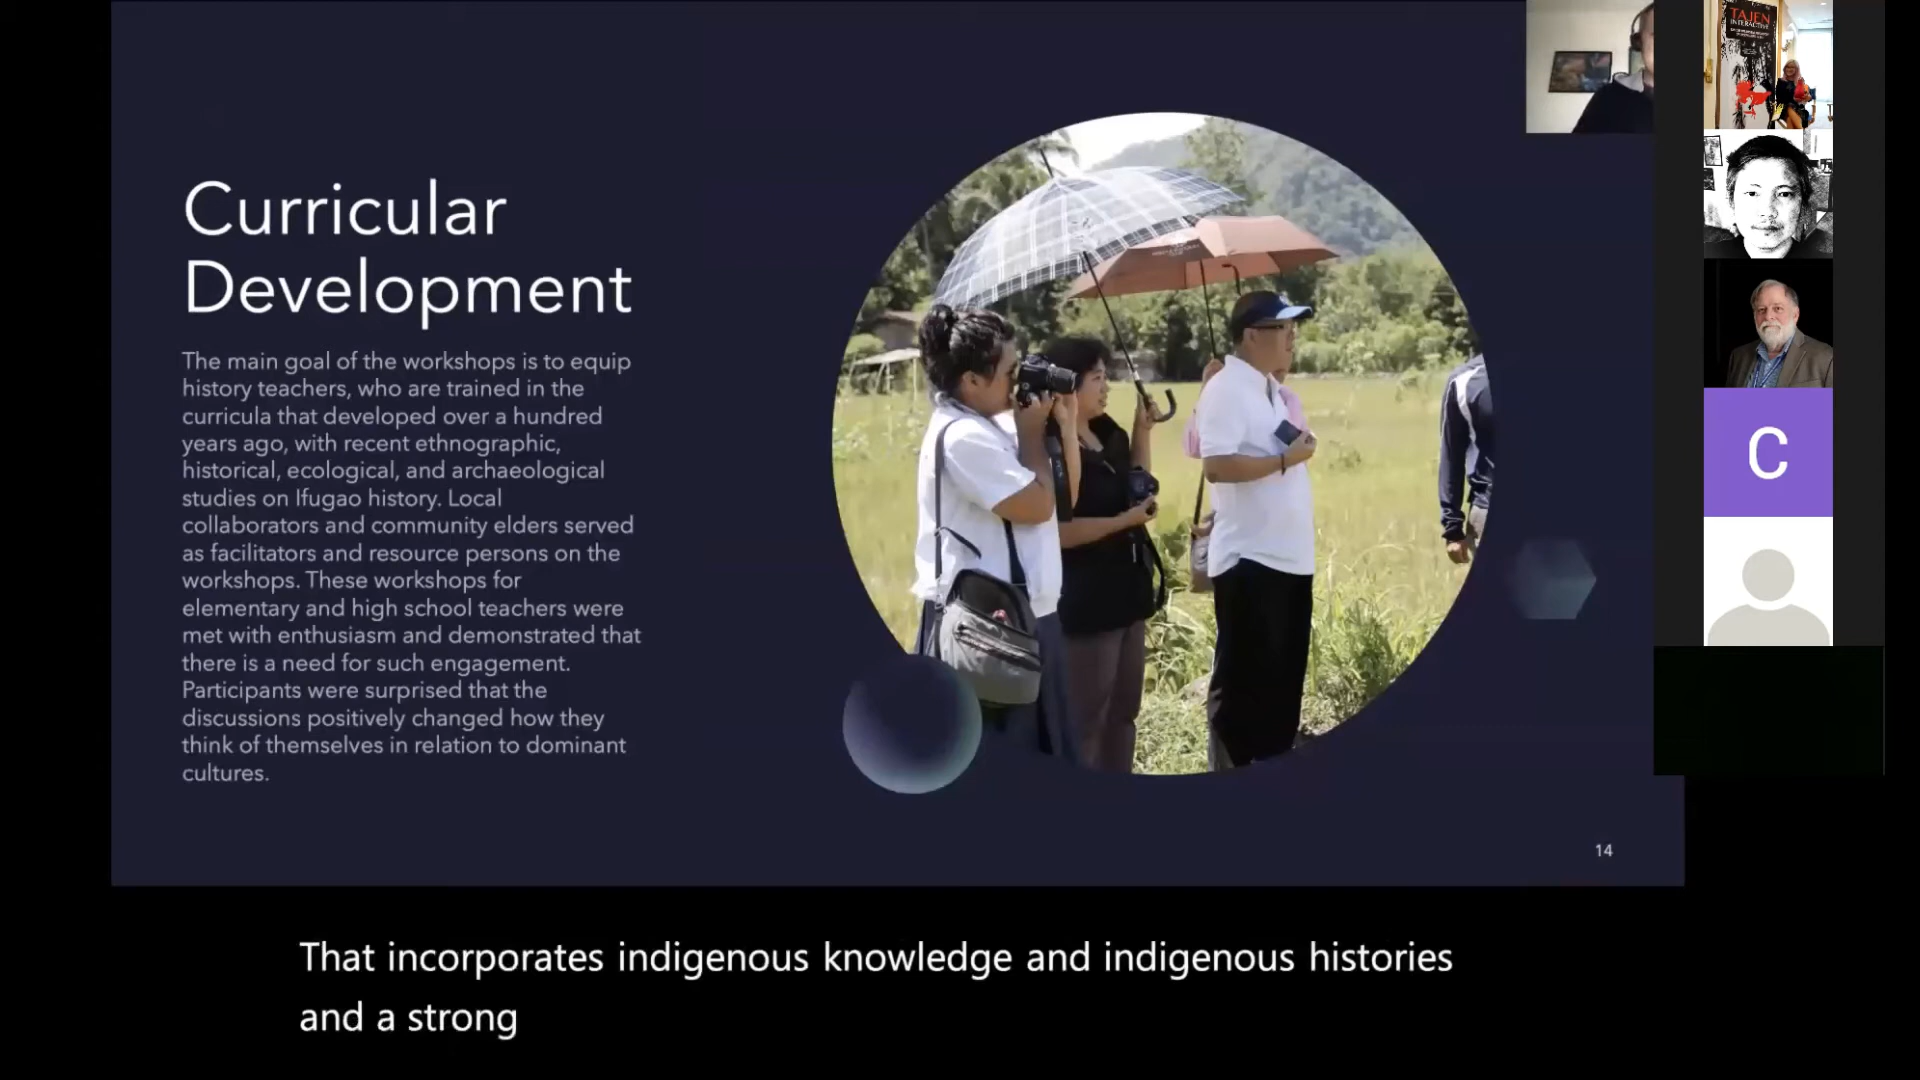 Curricular
Development
The main goal of the workshops is to equip
history teachers, who are trained in the
curricula that developed over a hundred
years ago, with recent ethnographic,
historical, ecological, and archaeological
studies on Ifugao history. Local
collaborators and community elders served
as facilitators and resource persons on the
workshops. These workshops for
elementary and high school teachers were
met with enthusiasm and demonstrated that
there is a need for such engagement.
Participants were surprised that the
discussions positively changed how they
think of themselves in relation to dominant
cultures.
14
TAJEN
INTERACTIVE
C
That incorporates indigenous knowledge and indigenous histories
and a strong